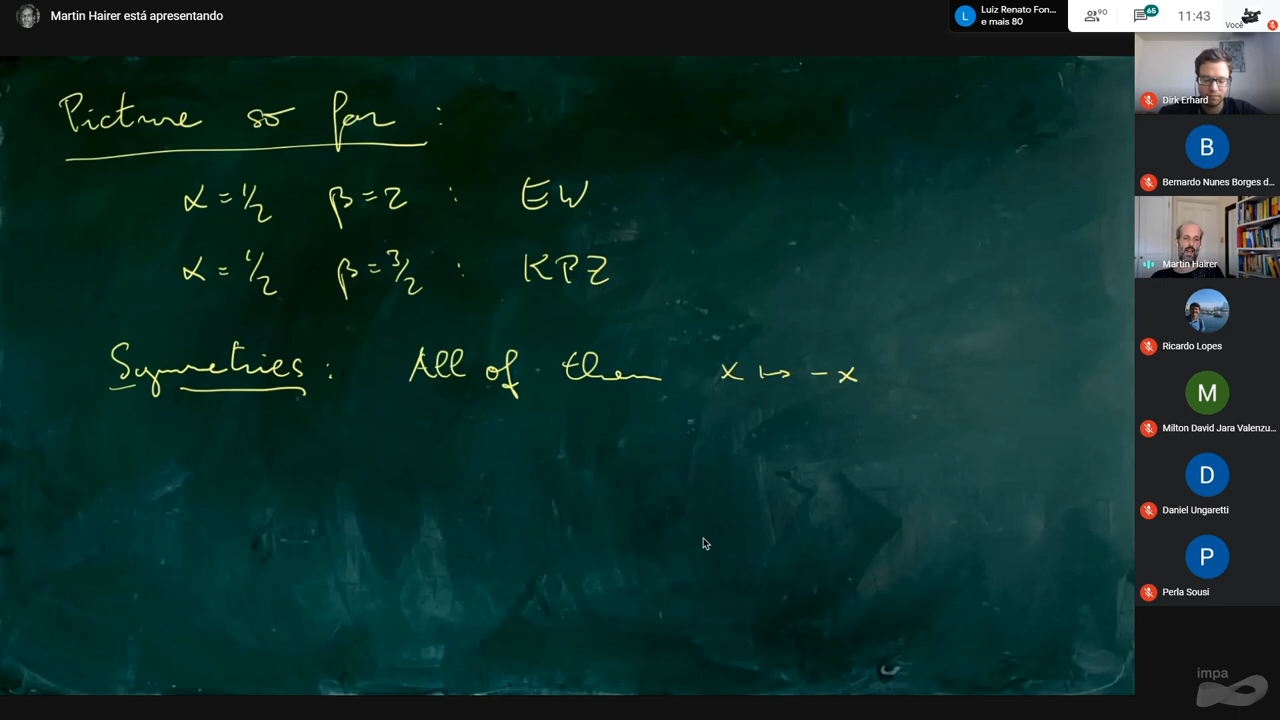 Martin Hairer está apresentando
Luiz Renato Fon...
e mais 80
90
65
11:43
Você
Picture so far :
α = 1/2 β = 2 : EW
α = 1/2 β = 3/2 : KPZ
Symmetries : All of them x ↦ -x
Dirk Erhard
B
Bernardo Nunes Borges d...
Martin Hairer
Ricardo Lopes
M
Milton David Jara Valenzu...
D
Daniel Ungaretti
P
Perla Sousi
L
impa